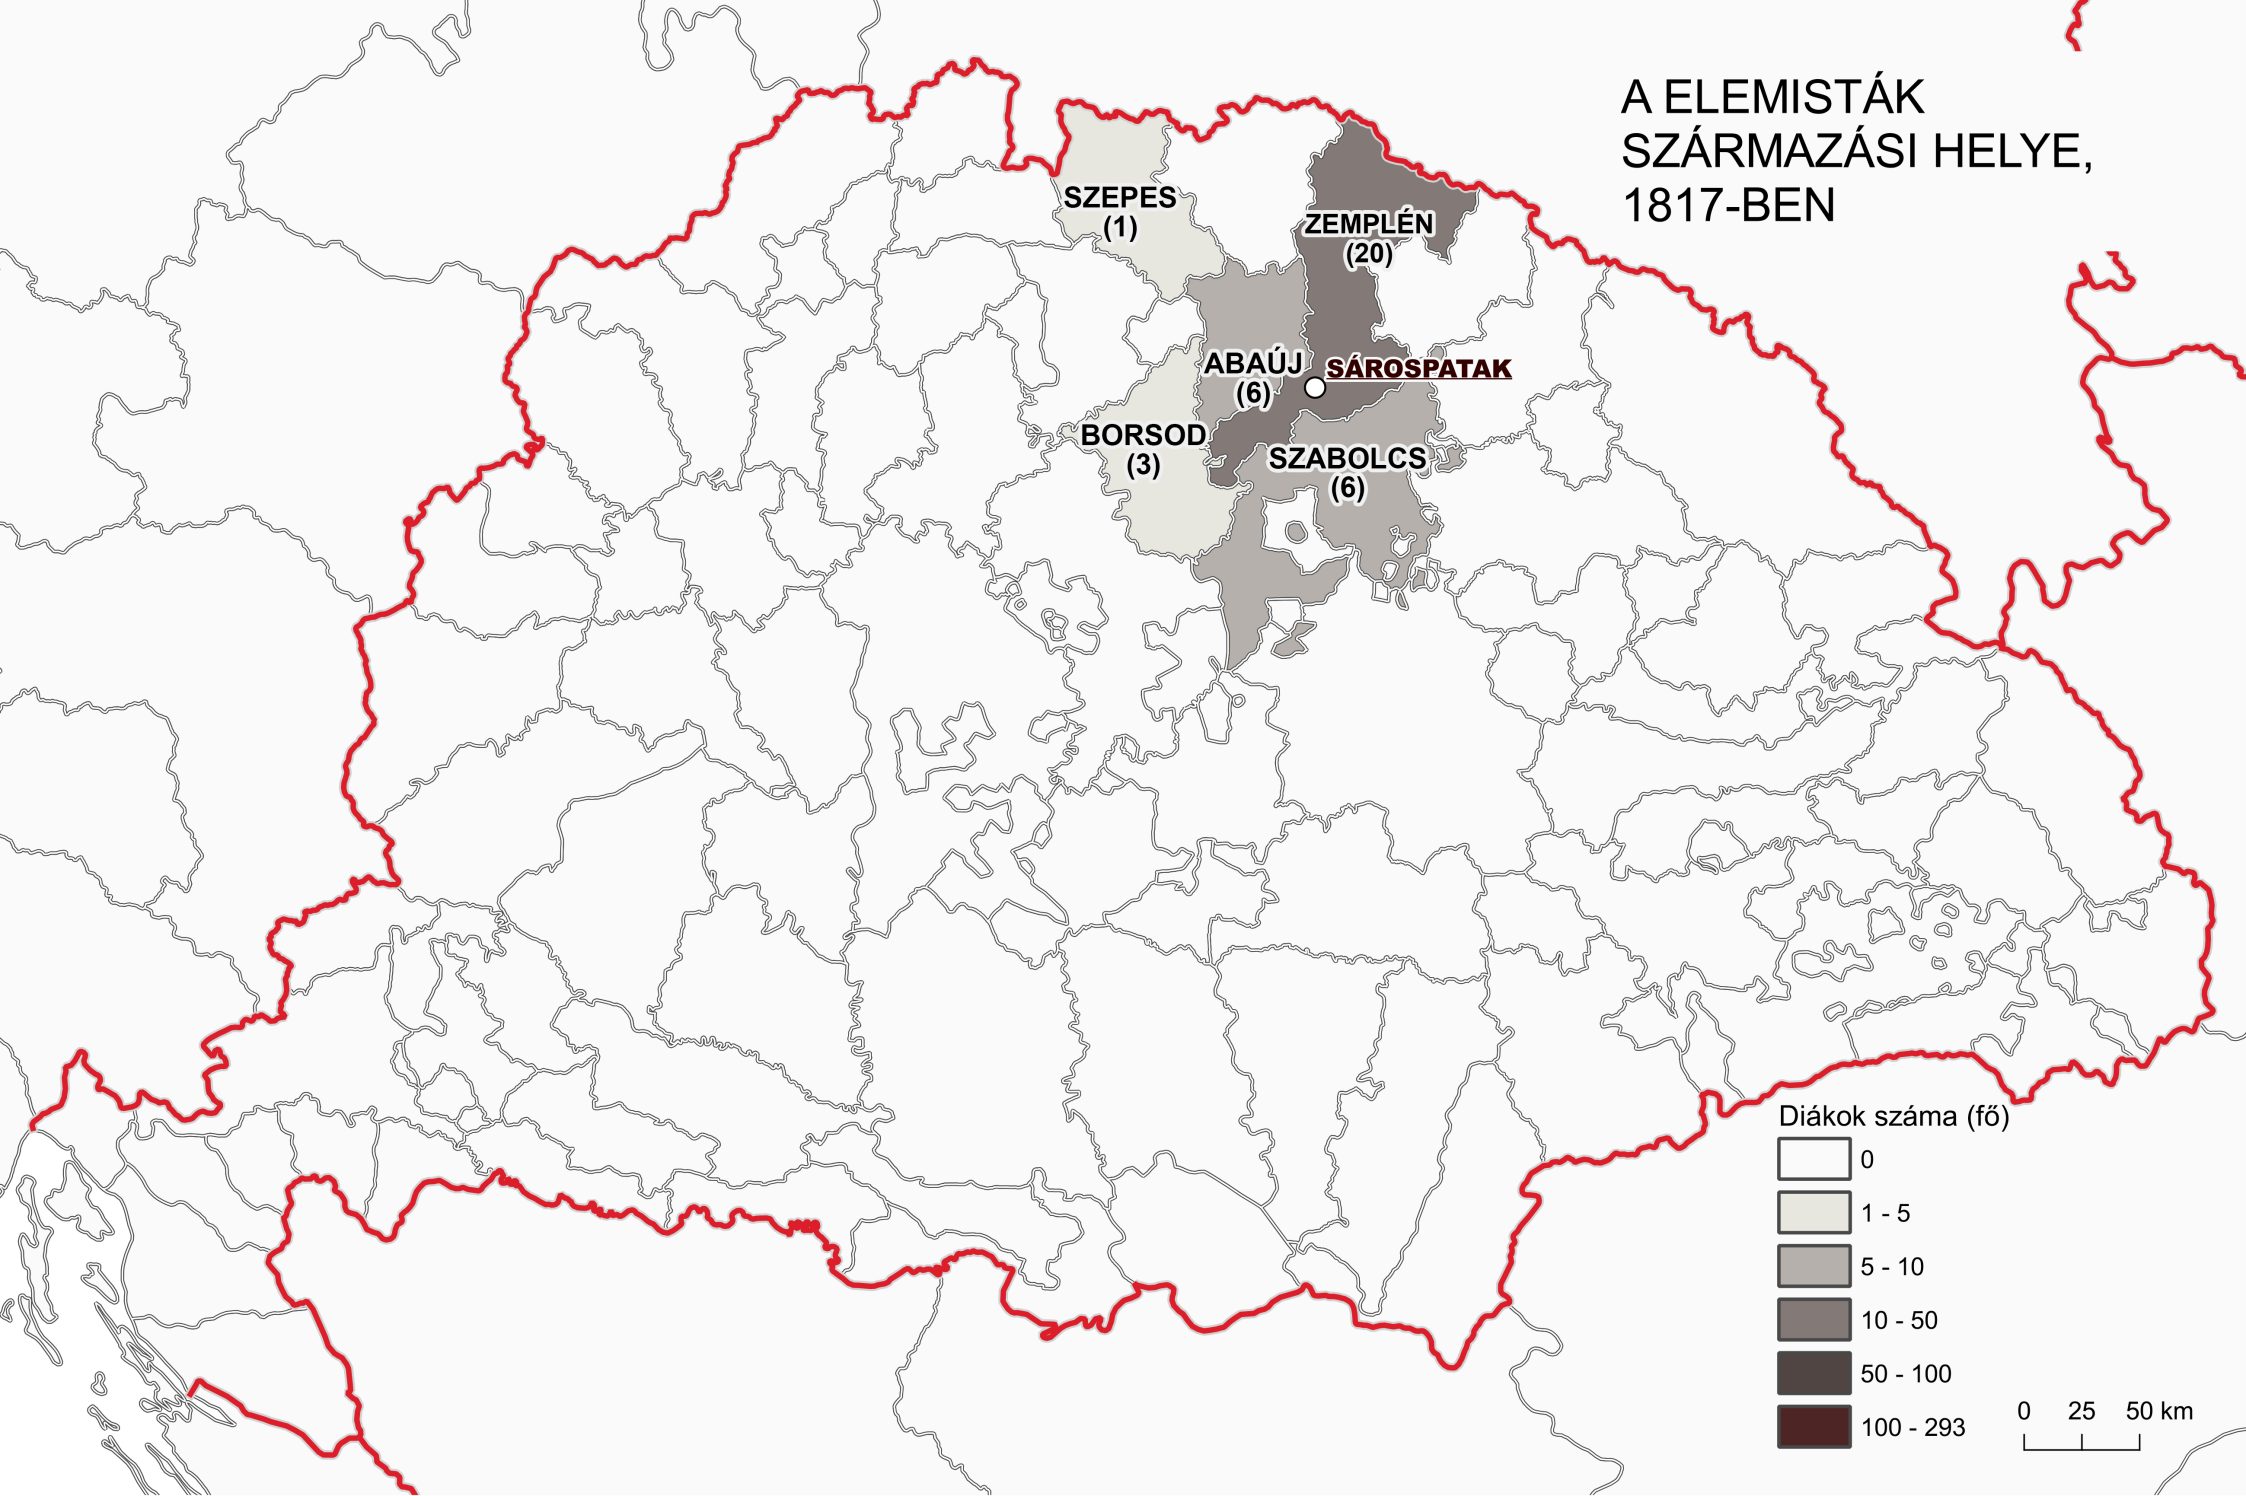 A ELEMISTÁK
SZÁRMAZÁSI HELYE,
1817-BEN
SZEPES
(1)
ZEMPLÉN
(20)
ABAÚJ
(6)
SÁROSPATAK
BORSOD
(3)
SZABOLCS
(6)
Diákok száma (fő)
0
1 - 5
5 - 10
10 - 50
50 - 100
100 - 293
0 25 50 km